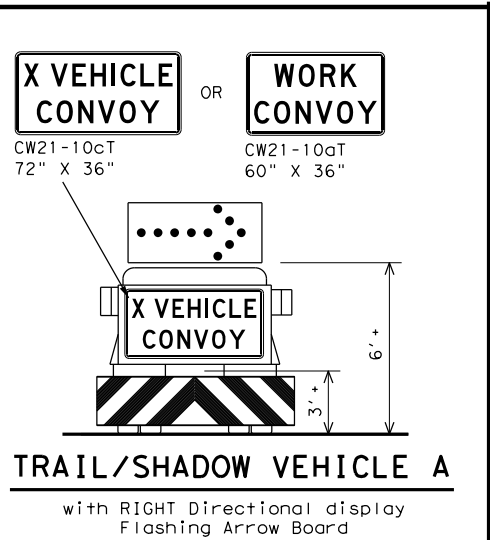 X VEHICLE
CONVOY
OR
WORK
CONVOY
CW21-10cT
72" X 36"
CW21-10aT
60" X 36"
X VEHICLE
CONVOY
6'+
3'+
TRAIL/SHADOW VEHICLE A
with RIGHT Directional display
Flashing Arrow Board